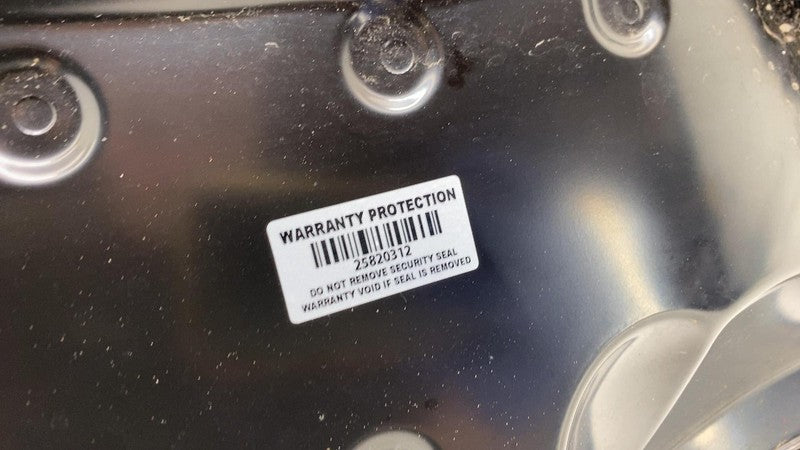 WARRANTY PROTECTION
25820312
DO NOT REMOVE SECURITY SEAL
WARRANTY VOID IF SEAL IS REMOVED